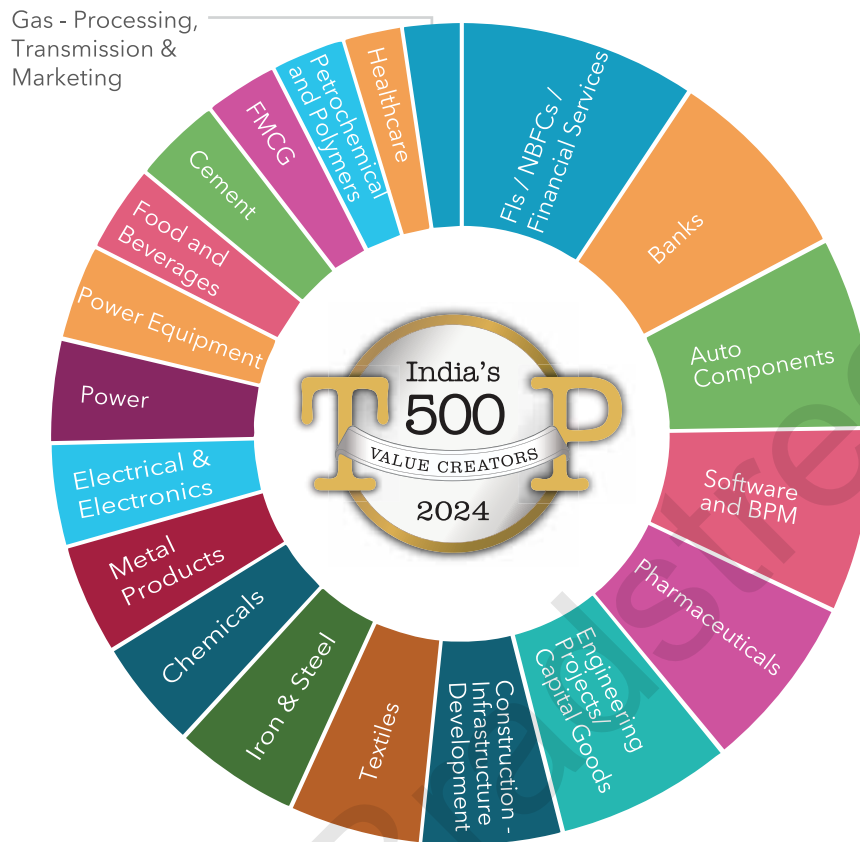 Gas - Processing,
Transmission &
Marketing
FIs / NBFCs /
Financial Services
Banks
Auto
Components
Software
and BPM
Pharmaceuticals
Engineering
Projects/
Capital Goods
Construction -
Infrastructure
Development
Textiles
Iron & Steel
Chemicals
Metal
Products
Electrical &
Electronics
Power
Power Equipment
Food and
Beverages
Cement
FMCG
Petrochemical
and Polymers
Healthcare
India's
TOP
500
VALUE CREATORS
2024